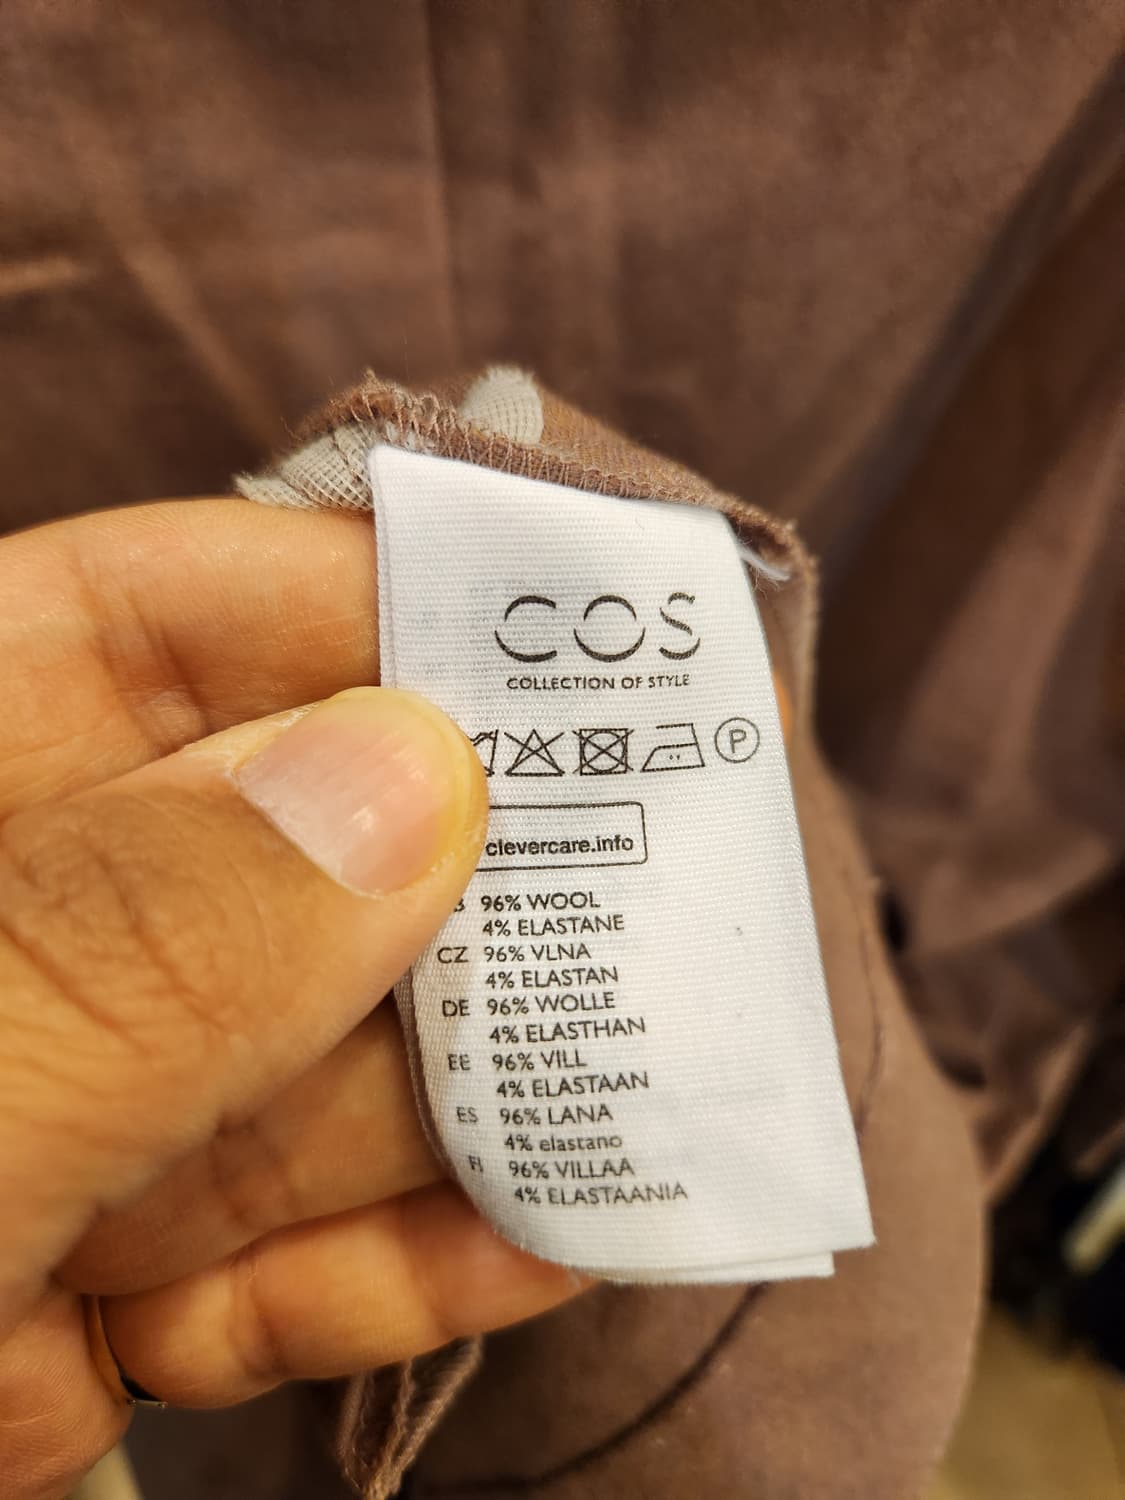 COS
COLLECTION OF STYLE
P
clevercare.info
96% WOOL
4% ELASTANE
CZ 96% VLNA
4% ELASTAN
DE 96% WOLLE
4% ELASTHAN
EE 96% VILL
4% ELASTAAN
ES 96% LANA
4% elastano
FI 96% VILLAA
4% ELASTAANIA